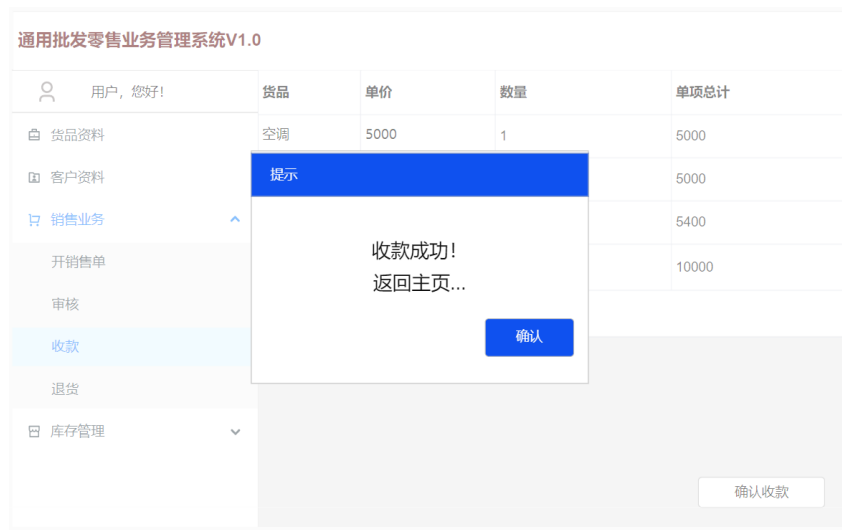 通用批发零售业务管理系统V1.0
用户，您好！
货品 单价 数量 单项总计
货品资料
空调 5000 1 5000
提示
客户资料
5000
销售业务
5400
收款成功！
返回主页...
开销售单
10000
审核
确认
收款
退货
库存管理
确认收款